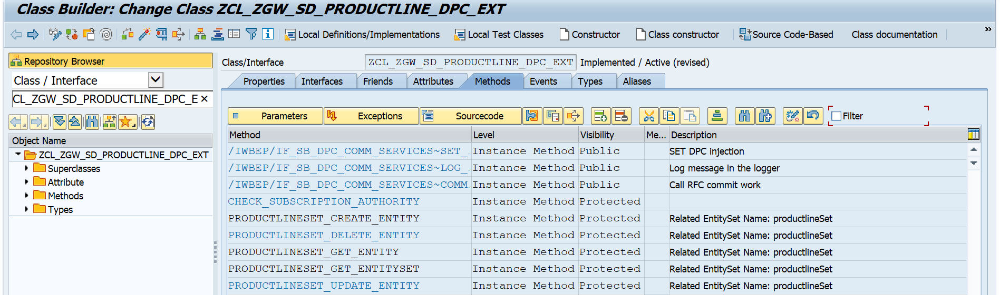 Class Builder: Change Class ZCL_ZGW_SD_PRODUCTLINE_DPC_EXT
Local Definitions/Implementations Local Test Classes Constructor Class constructor Source Code-Based Class documentation »
Repository Browser
Class / Interface
CL_ZGW_SD_PRODUCTLINE_DPC_E
Object Name
ZCL_ZGW_SD_PRODUCTLINE_DPC_EXT
Superclasses
Attribute
Methods
Types
Class/Interface ZCL_ZGW_SD_PRODUCTLINE_DPC_EXT Implemented / Active (revised)
Properties Interfaces Friends Attributes Methods Events Types Aliases
Parameters Exceptions Sourcecode Filter
Method Level Visibility Me... Description
/IWBEP/IF_SB_DPC_COMM_SERVICES~SET_... Instance Method Public SET DPC injection
/IWBEP/IF_SB_DPC_COMM_SERVICES~LOG_... Instance Method Public Log message in the logger
/IWBEP/IF_SB_DPC_COMM_SERVICES~COMM... Instance Method Public Call RFC commit work
CHECK_SUBSCRIPTION_AUTHORITY Instance Method Protected
PRODUCTLINESET_CREATE_ENTITY Instance Method Protected Related EntitySet Name: productlineSet
PRODUCTLINESET_DELETE_ENTITY Instance Method Protected Related EntitySet Name: productlineSet
PRODUCTLINESET_GET_ENTITY Instance Method Protected Related EntitySet Name: productlineSet
PRODUCTLINESET_GET_ENTITYSET Instance Method Protected Related EntitySet Name: productlineSet
PRODUCTLINESET_UPDATE_ENTITY Instance Method Protected Related EntitySet Name: productlineSet